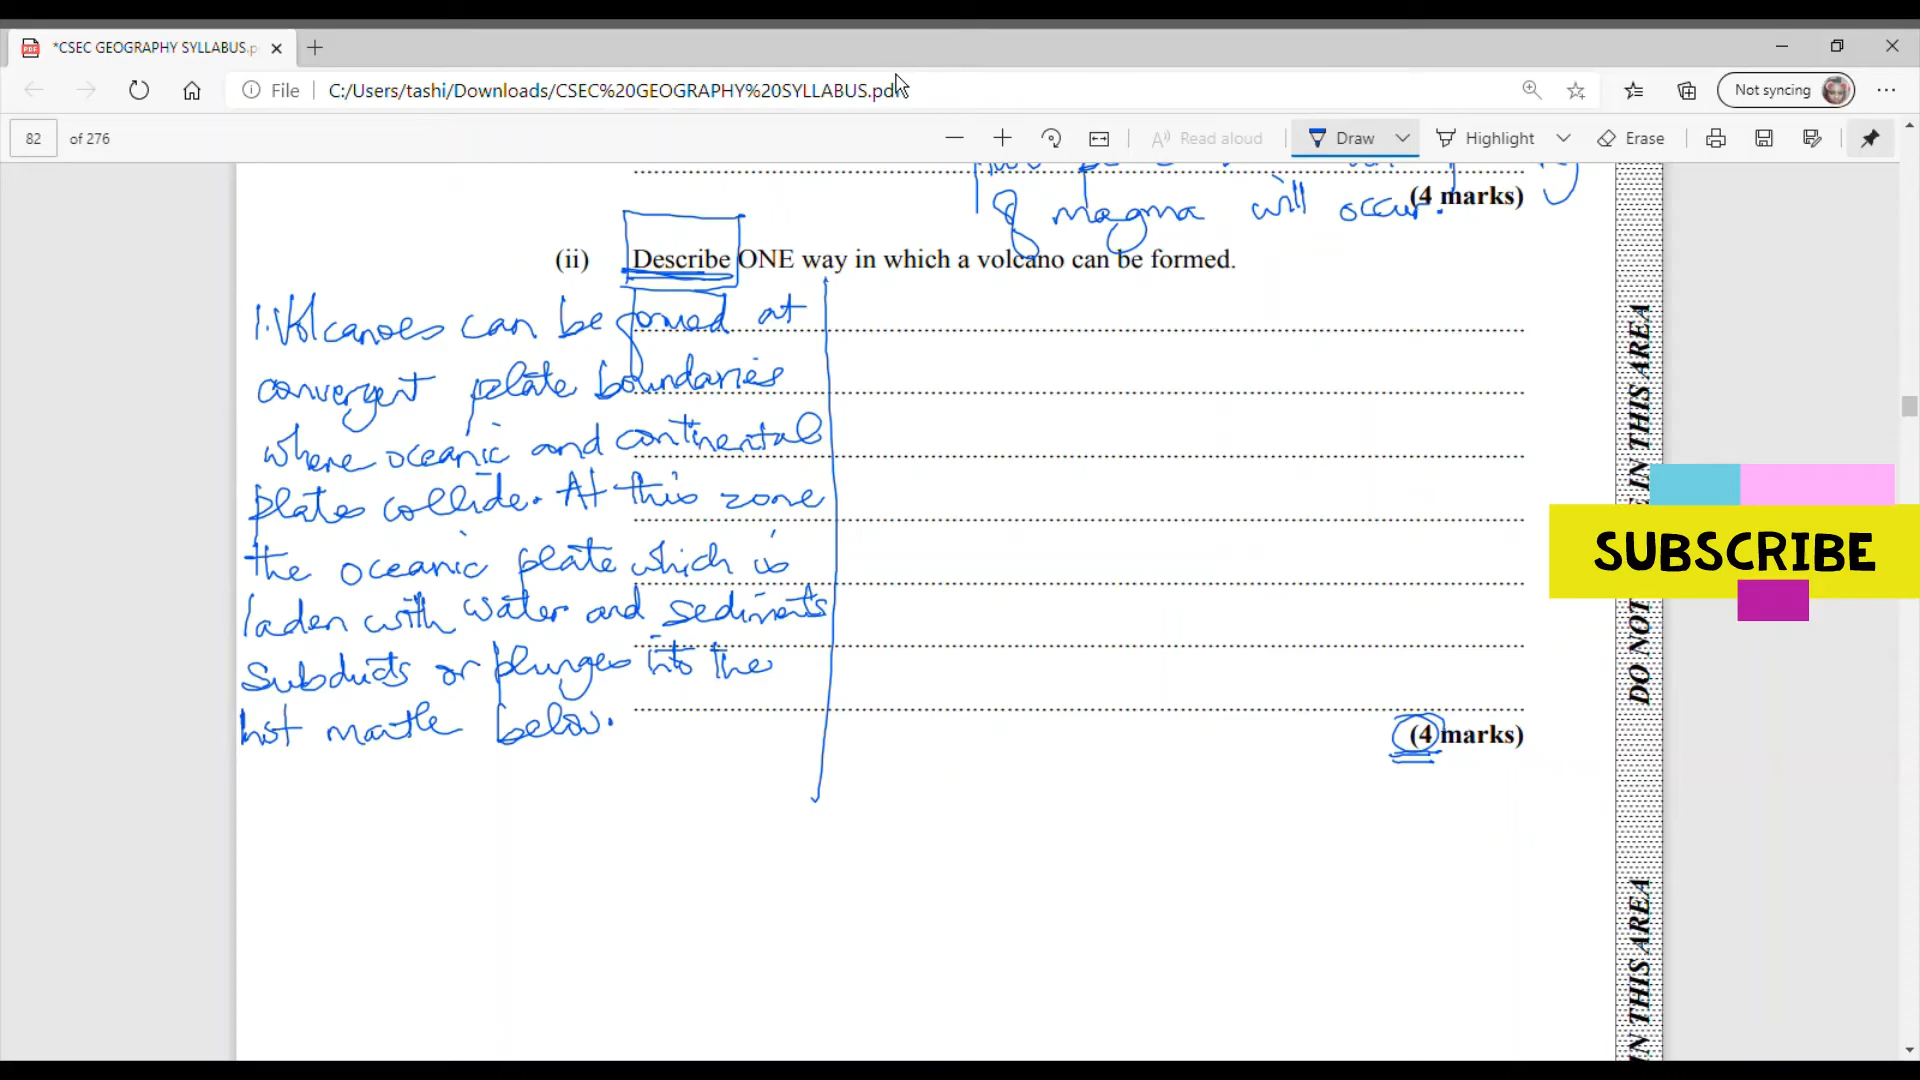 *CSEC GEOGRAPHY SYLLABUS.p
File
C:/Users/tashi/Downloads/CSEC%20GEOGRAPHY%20SYLLABUS.pdf
Not syncing
82 of 276
Read aloud
Draw
Highlight
Erase
of magma will occur.
(4 marks)
(ii) Describe ONE way in which a volcano can be formed.
1. Volcanoes can be formed at
convergent plate boundaries
where oceanic and continental
plates collide. At this zone
the oceanic plate which is
laden with water and sediments
subducts or plunges into the
hot mantle below.
(4 marks)
SUBSCRIBE
DO NOT WRITE IN THIS AREA
IN THIS AREA